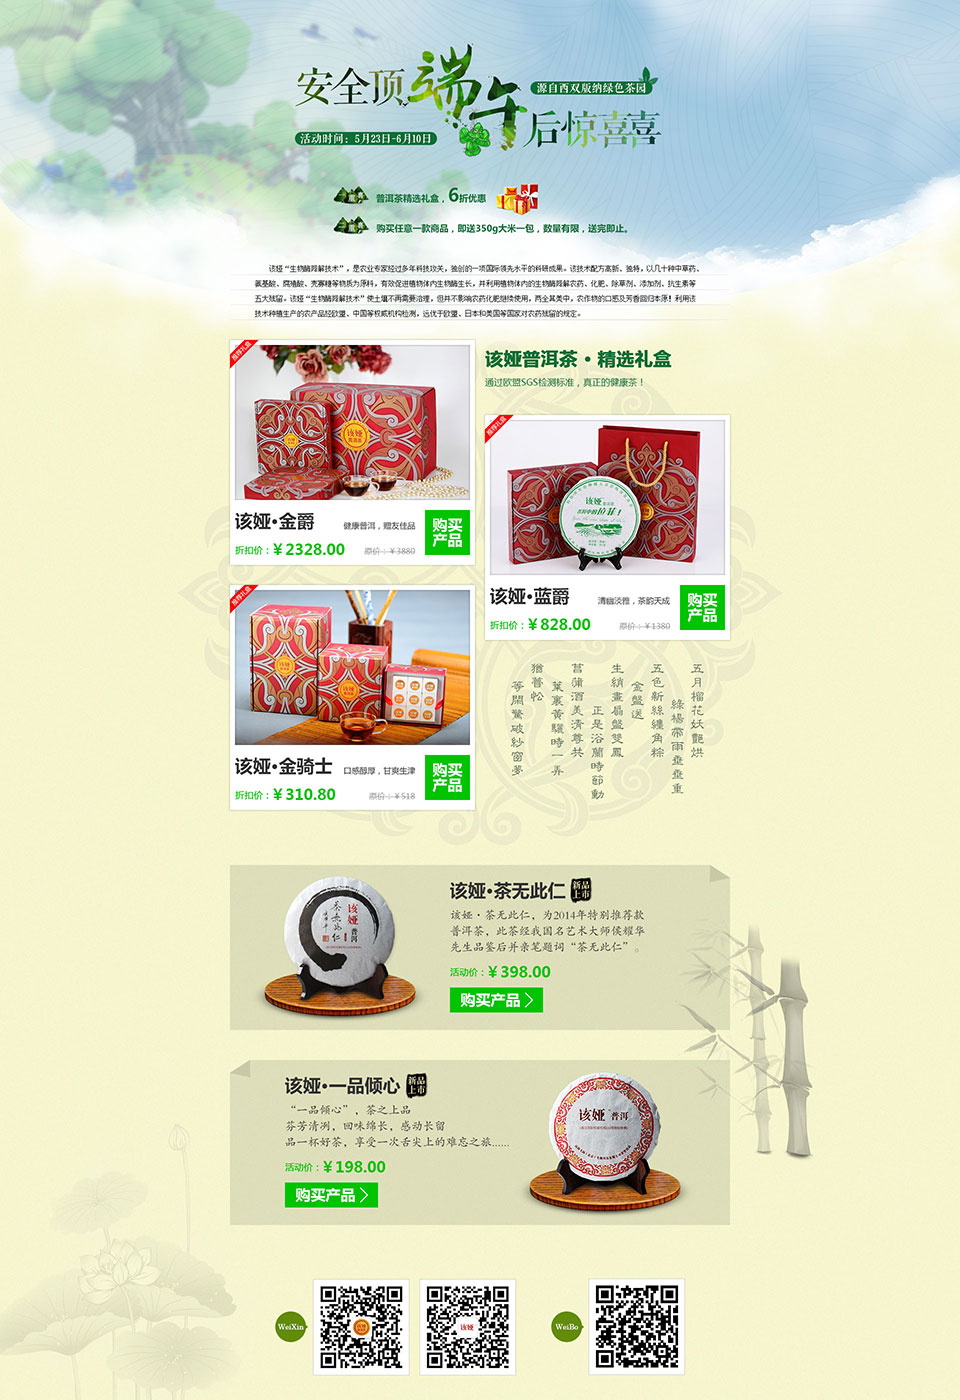 安全顶端午
源自西双版纳绿色茶园
活动时间：5月23日-6月10日
后惊喜喜
普洱茶精选礼盒，6折优惠
购买任意一款商品，即送350g大米一包，数量有限，送完即止。
该娅“生物酶降解技术”，是农业专家经过多年科技攻关，独创的一项国际领先水平的科研成果。该技术配方高新、独特，以几十种中草药、
氨基酸、腐殖酸、壳寡糖等物质为原料，有效促进植物体内生物酶生长，并利用植物体内的生物酶降解农药、化肥、除草剂、添加剂、抗生素等
五大残留。该娅“生物酶降解技术”使土壤不再需要治理，但并不影响农药化肥继续使用，两全其美中，农作物的口感及芳香回归本原！利用该
技术种植生产的农产品经欧盟、中国等权威机构检测，远优于欧盟、日本和美国等国家对农药残留的规定。
推荐礼盒
该娅·金爵
健康普洱，赠友佳品
折扣价：￥2328.00
原价：￥3880
购买
产品
该娅普洱茶·精选礼盒
通过欧盟SGS检测标准，真正的健康茶！
推荐礼盒
该娅
该娅·蓝爵
清幽淡雅，茶韵天成
折扣价：￥828.00
原价：￥1380
购买
产品
推荐礼盒
该娅·金骑士
口感醇厚，甘爽生津
折扣价：￥310.80
原价：￥518
购买
产品
五月榴花妖艷烘
綠楊帶雨垂垂重
五色新絲纏角粽
金盤送
生綃畫扇盤雙鳳
正是浴蘭時節動
菖蒲酒美清尊共
葉裏黃驪時一弄
猶瞢忪
等閑驚破紗窗夢
茶无此仁
该娅
普洱
该娅·茶无此仁
新品
上市
该娅·茶无此仁，为2014年特别推荐款
普洱茶，此茶经我国名艺术大师侯耀华
先生品鉴后并亲笔题词“茶无此仁”。
活动价：￥398.00
购买产品
该娅·一品倾心
新品
上市
“一品倾心”，茶之上品
芬芳清冽，回味绵长，感动长留
品一杯好茶，享受一次舌尖上的难忘之旅......
活动价：￥198.00
购买产品
该娅 普洱
WeiXin
该娅
WeiBo